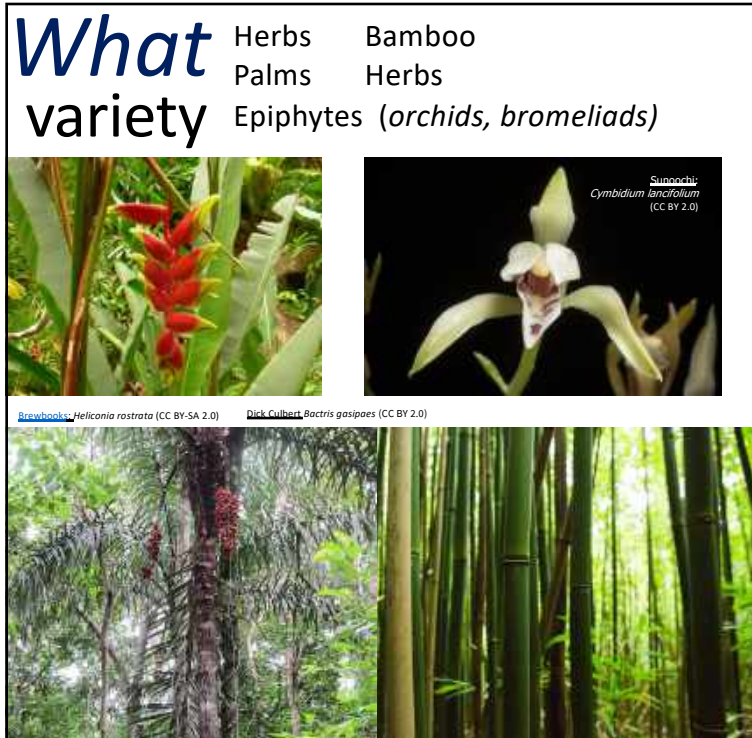 What
variety
Herbs Bamboo
Palms Herbs
Epiphytes (orchids, bromeliads)
Sunoochi:
Cymbidium lancifolium
(CC BY 2.0)
Brewbooks: Heliconia rostrata (CC BY-SA 2.0) Dick Culbert Bactris gasipaes (CC BY 2.0)